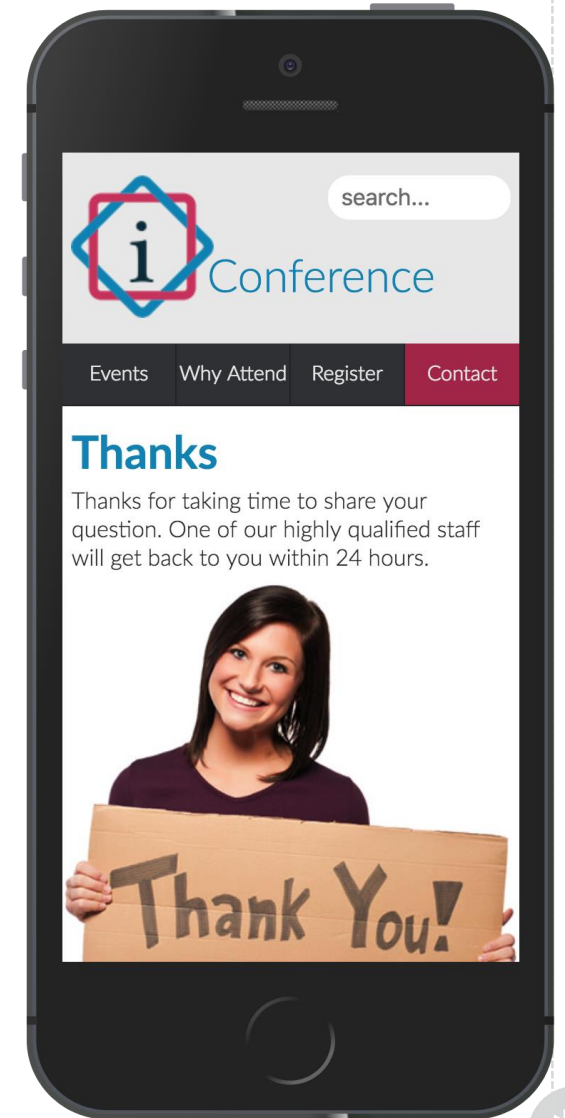 search...
i
Conference
Events Why Attend Register Contact
Thanks
Thanks for taking time to share your
question. One of our highly qualified staff
will get back to you within 24 hours.
Thank You!